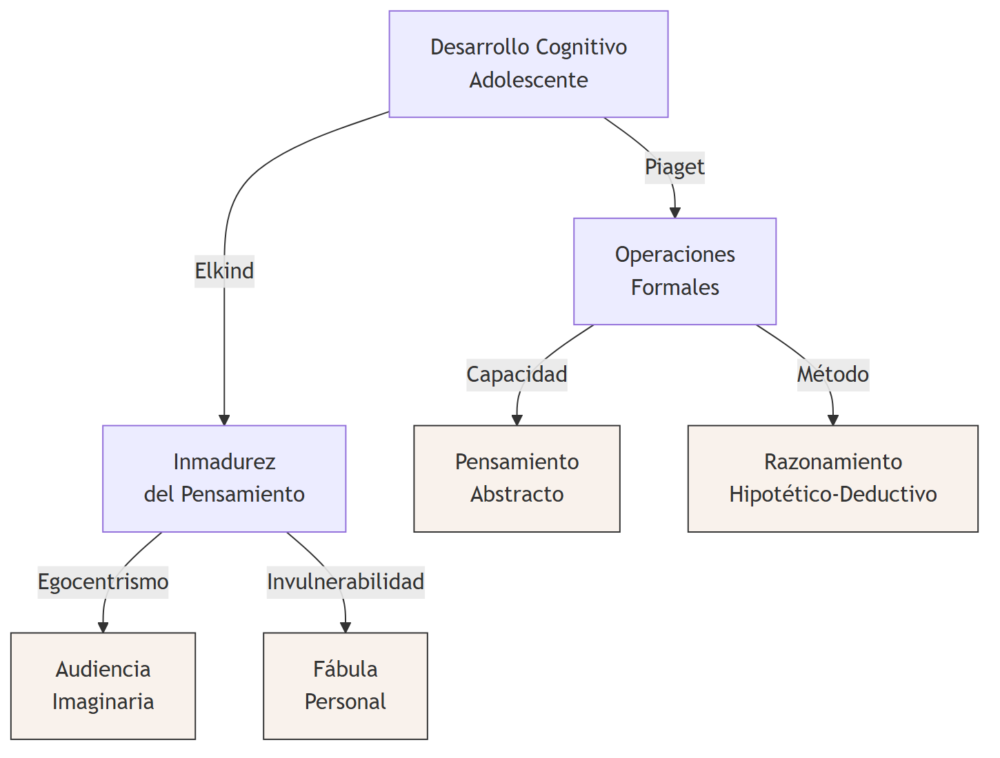 Desarrollo Cognitivo
Adolescente
Piaget
Operaciones
Formales
Elkind
Capacidad
Método
Inmadurez
del Pensamiento
Pensamiento
Abstracto
Razonamiento
Hipotético-Deductivo
Egocentrismo
Invulnerabilidad
Audiencia
Imaginaria
Fábula
Personal